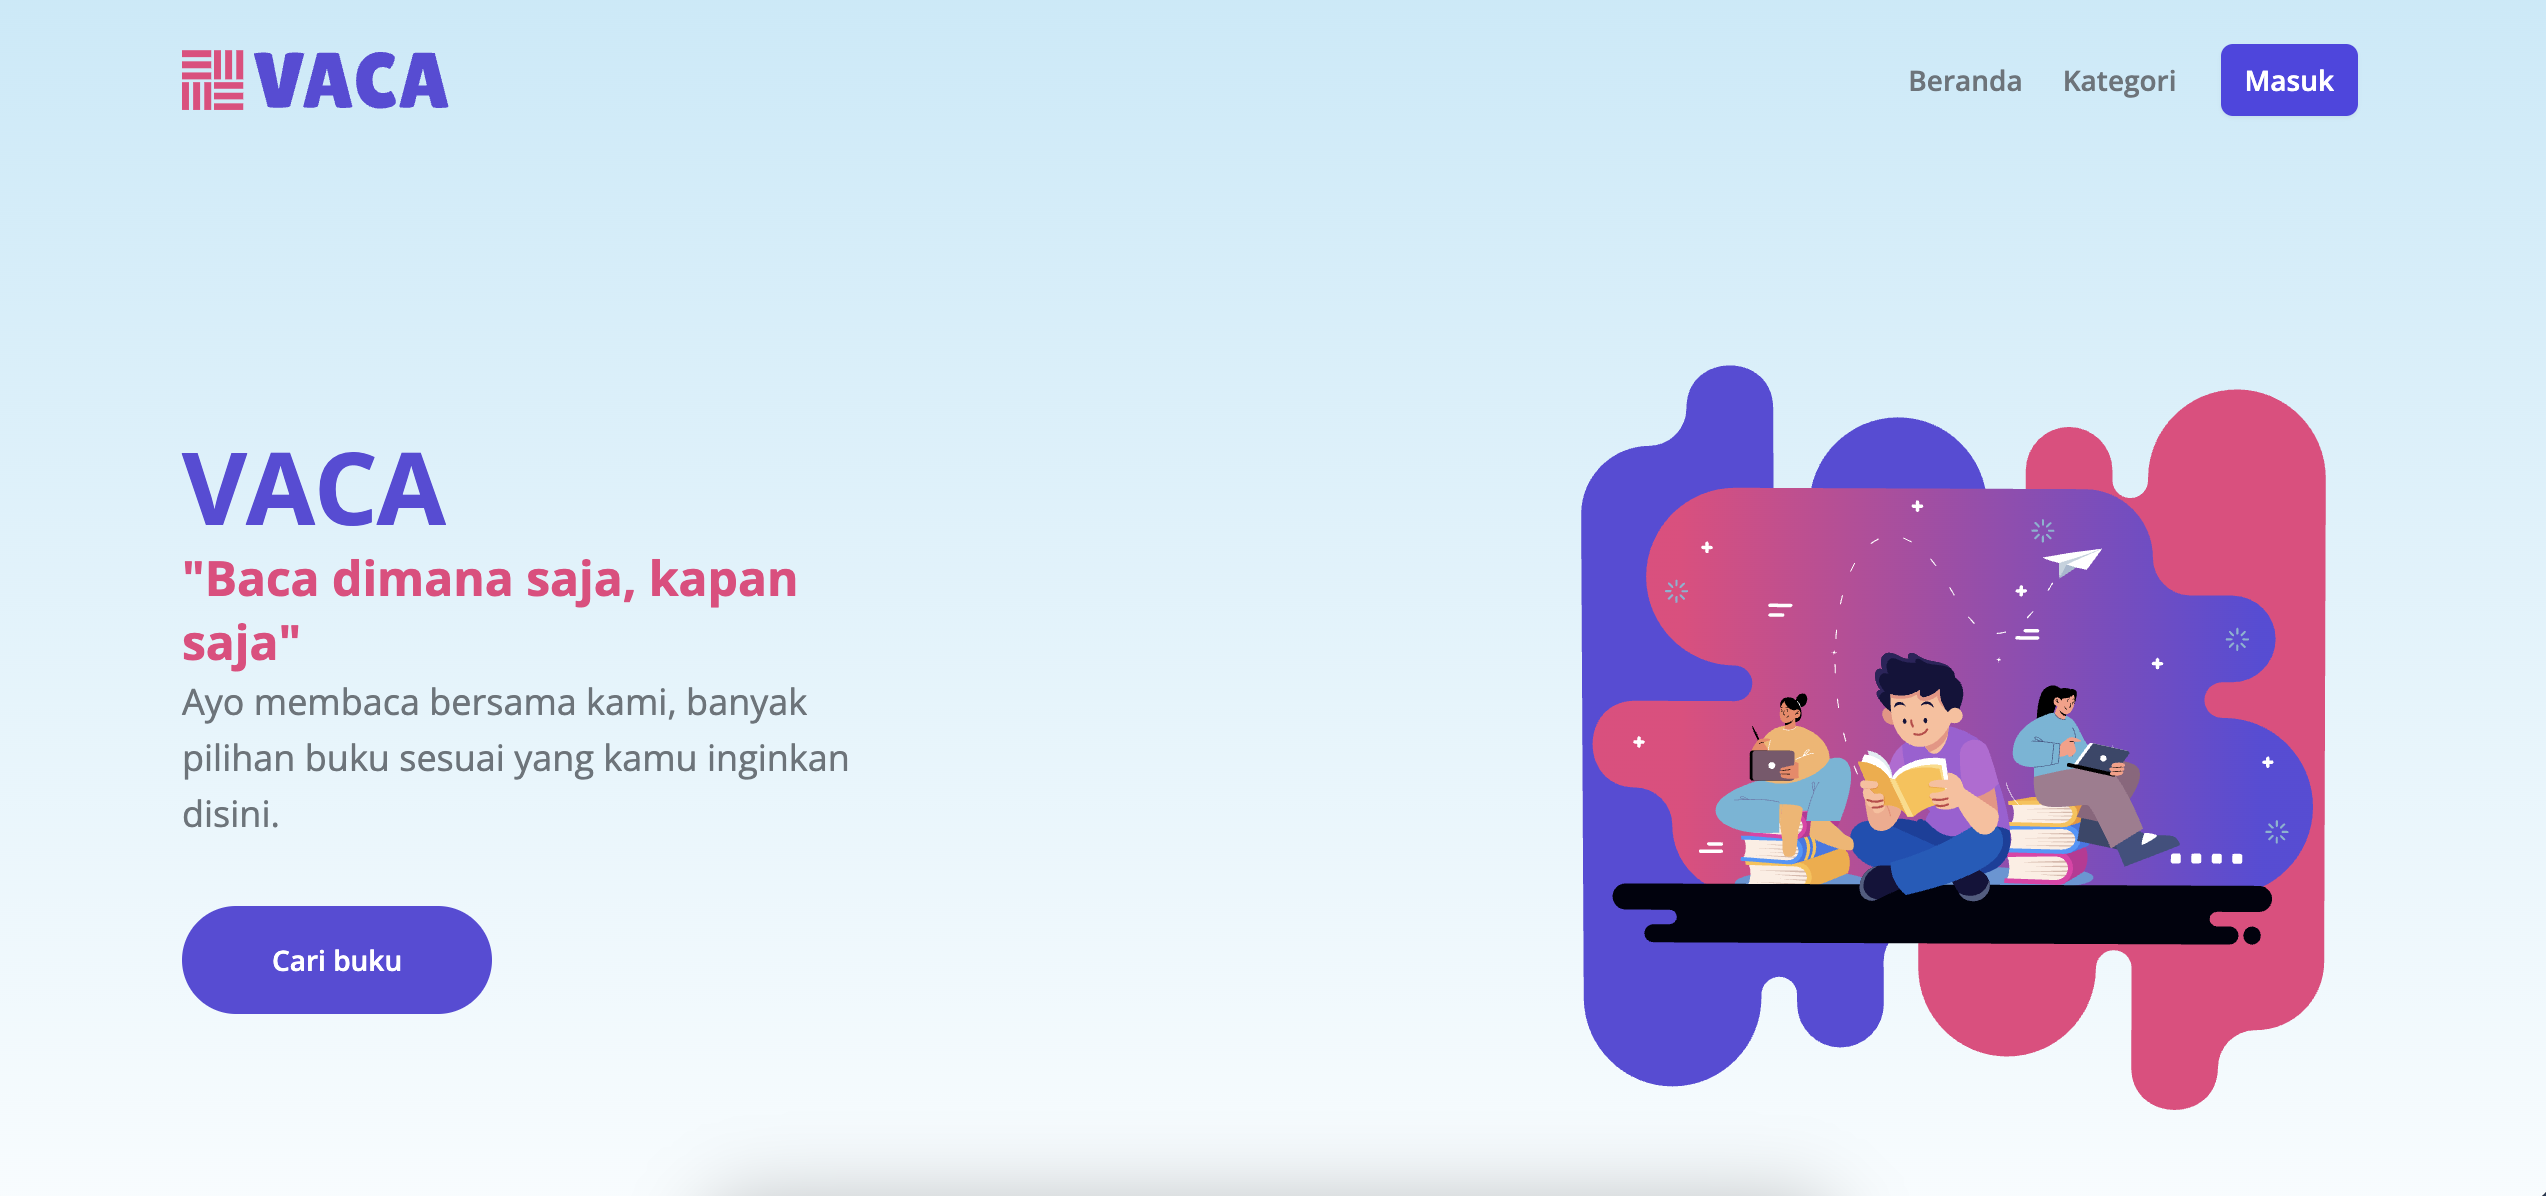 VACA
Beranda
Kategori
Masuk
VACA
"Baca dimana saja, kapan
saja"
Ayo membaca bersama kami, banyak
pilihan buku sesuai yang kamu inginkan
disini.
Cari buku